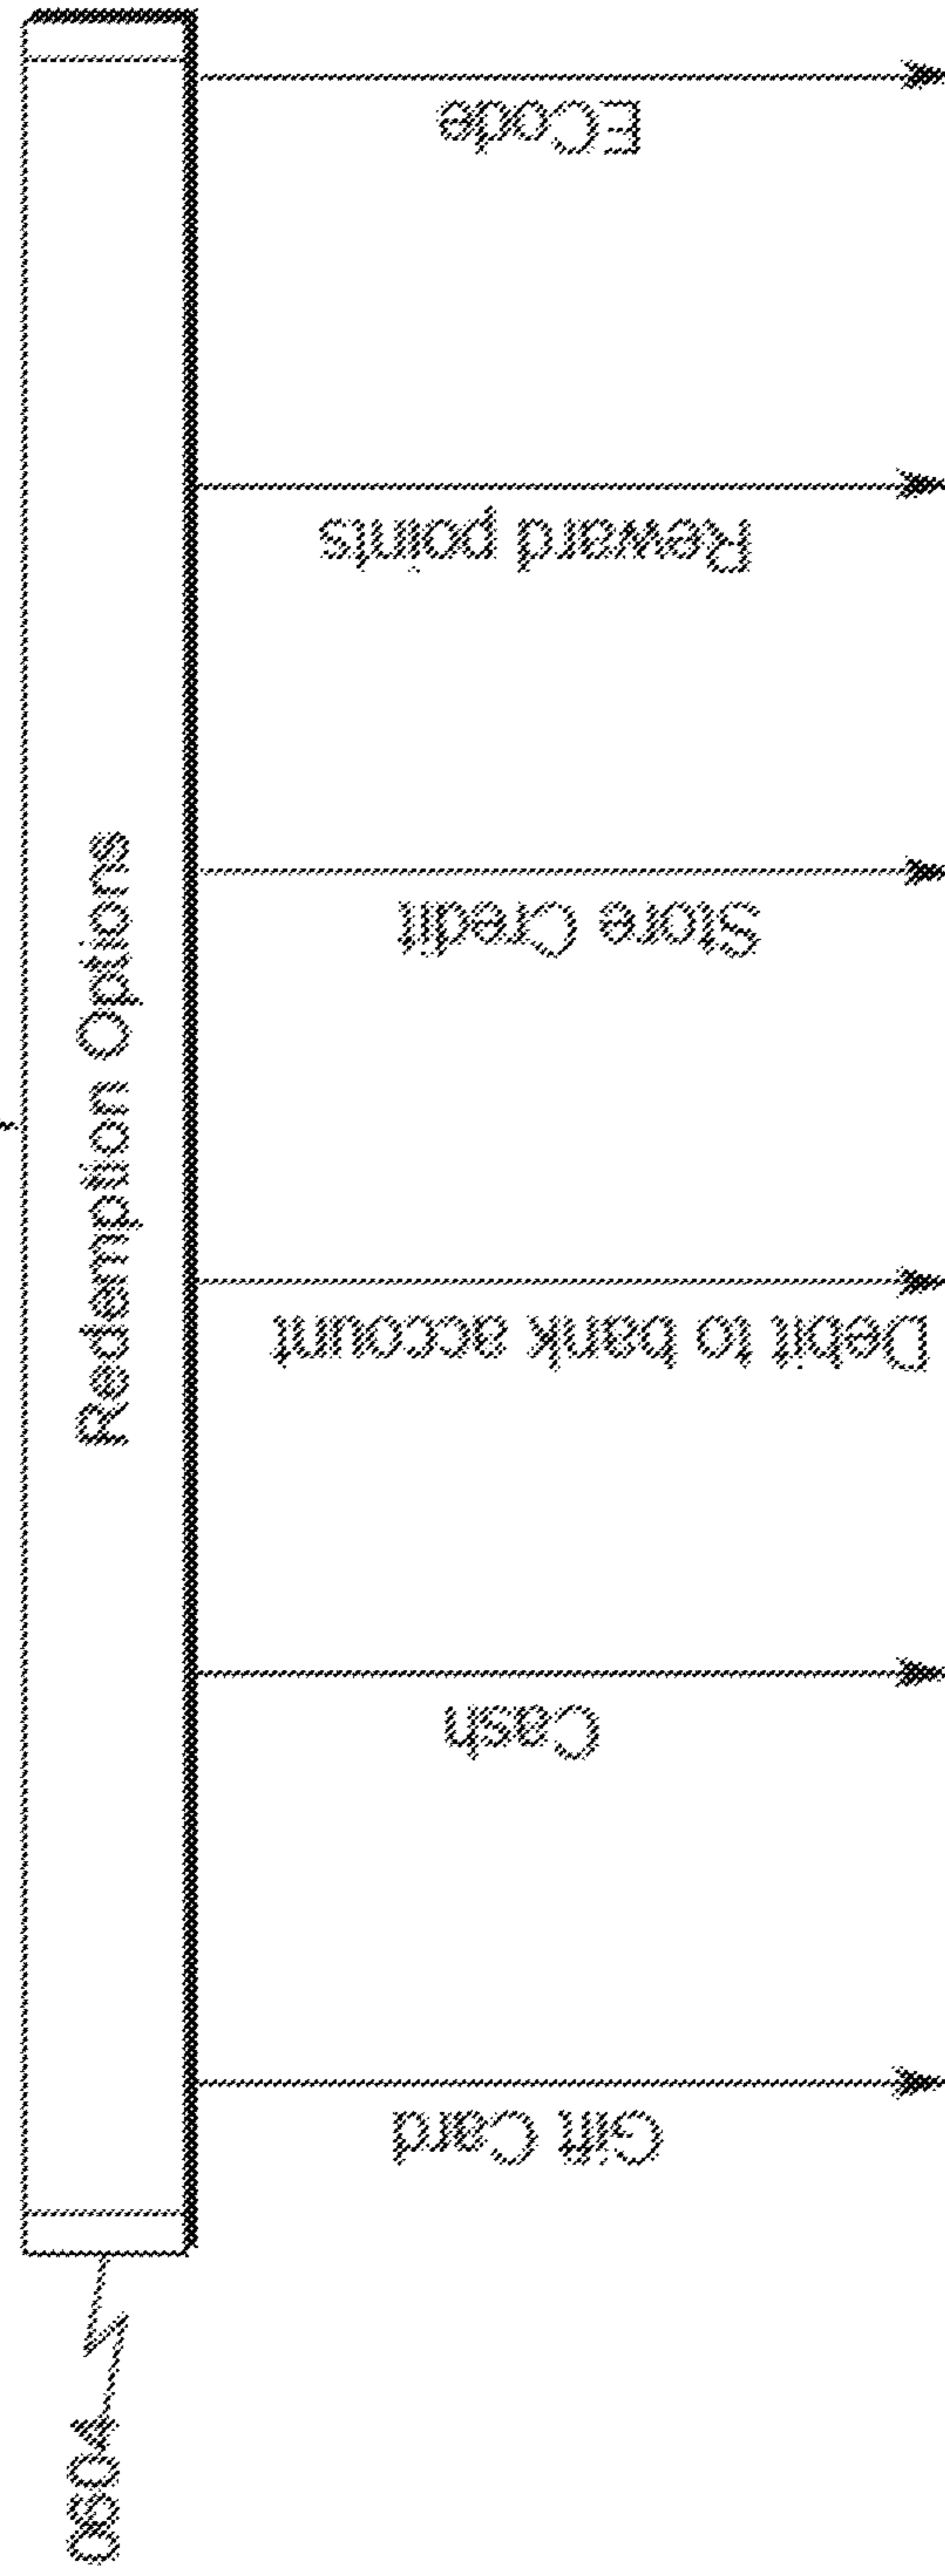 Redemption Options
Gift Card
Cash
Debit to bank account
Store Credit
Reward points
ECode